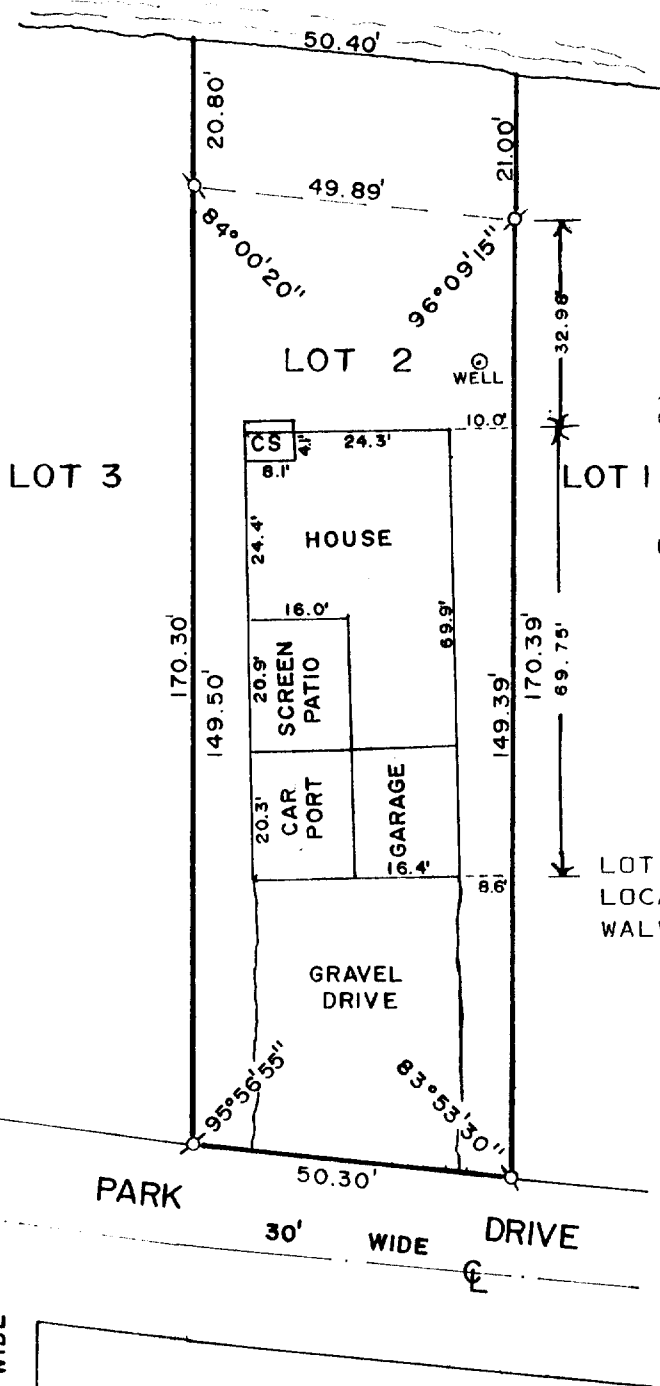 50.40'
20.80'
21.00'
49.89'
84°00'20"
96°09'15"
32.98'
LOT 2
WELL
10.0'
CS
4.1'
24.3'
8.1'
LOT 3
LOT 1
24.4'
HOUSE
16.0'
69.9'
170.30'
149.50'
20.9'
SCREEN
PATIO
149.39'
170.39'
69.75'
20.3'
CAR
PORT
GARAGE
16.4'
8.6'
LOT
LOCA
WAL
GRAVEL
DRIVE
95°56'55"
83°53'30"
50.30'
PARK DRIVE
30' WIDE
CL
WIDE